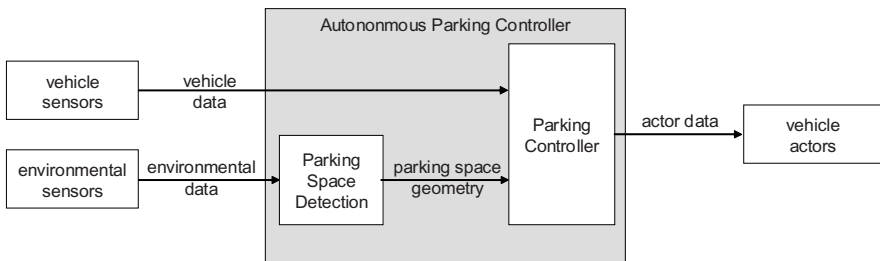 Autononmous Parking Controller
vehicle
sensors
vehicle
data
environmental
sensors
environmental
data
Parking
Space
Detection
parking space
geometry
Parking
Controller
actor data
vehicle
actors